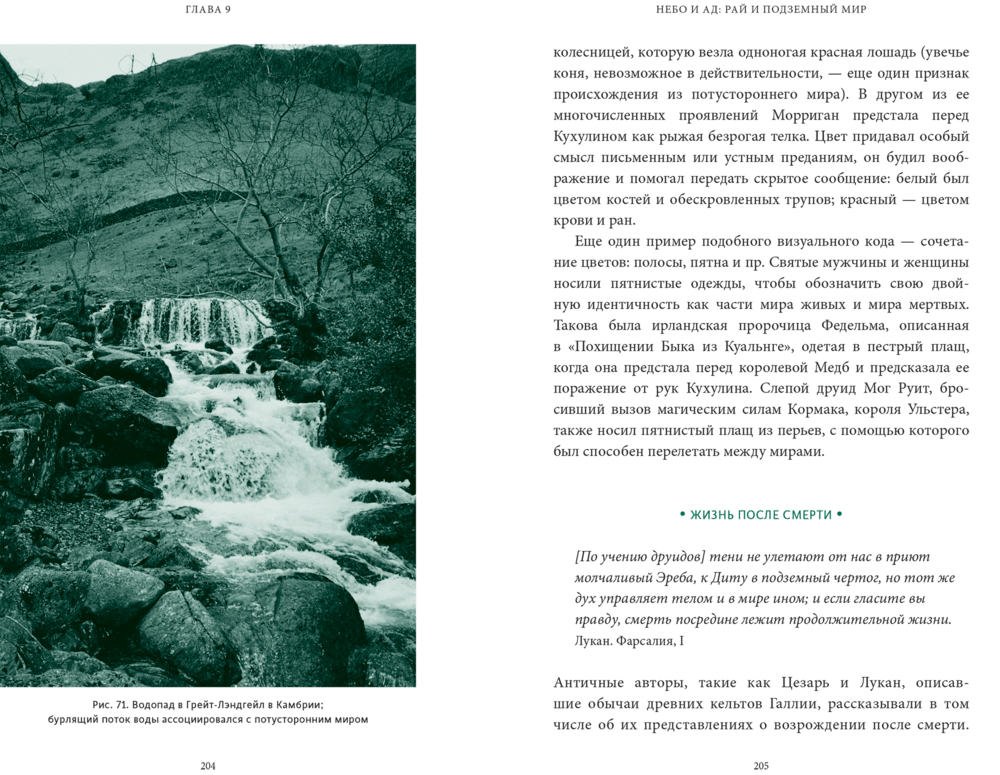 ГЛАВА 9
Рис. 71. Водопад в Грейт-Лэндгейл в Камбрии;
бурлящий поток воды ассоциировался с потусторонним миром
204
НЕБО И АД: РАЙ И ПОДЗЕМНЫЙ МИР
колесницей, которую везла одноногая красная лошадь (увечье
коня, невозможное в действительности, — еще один признак
происхождения из потустороннего мира). В другом из ее
многочисленных проявлений Морриган предстала перед
Кухулином как рыжая безрогая телка. Цвет придавал особый
смысл письменным или устным преданиям, он будил вооб-
ражение и помогал передать скрытое сообщение: белый был
цветом костей и обескровленных трупов; красный — цветом
крови и ран.
Еще один пример подобного визуального кода — сочета-
ние цветов: полосы, пятна и пр. Святые мужчины и женщины
носили пятнистые одежды, чтобы обозначить свою двой-
ную идентичность как части мира живых и мира мертвых.
Такова была ирландская пророчица Федельма, описанная
в «Похищении Быка из Куальнге», одетая в пестрый плащ,
когда она предстала перед королевой Медб и предсказала ее
поражение от рук Кухулина. Слепой друид Мог Руит, бро-
сивший вызов магическим силам Кормака, короля Ульстера,
также носил пятнистый плащ из перьев, с помощью которого
был способен перелетать между мирами.
• ЖИЗНЬ ПОСЛЕ СМЕРТИ •
[По учению друидов] тени не улетают от нас в приют
молчаливый Эреба, к Диту в подземный чертог, но тот же
дух управляет телом и в мире ином; и если гласите вы
правду, смерть посредине лежит продолжительной жизни.
Лукан. Фарсалия, I
Античные авторы, такие как Цезарь и Лукан, описав-
шие обычаи древних кельтов Галлии, рассказывали в том
числе об их представлениях о возрождении после смерти.
205